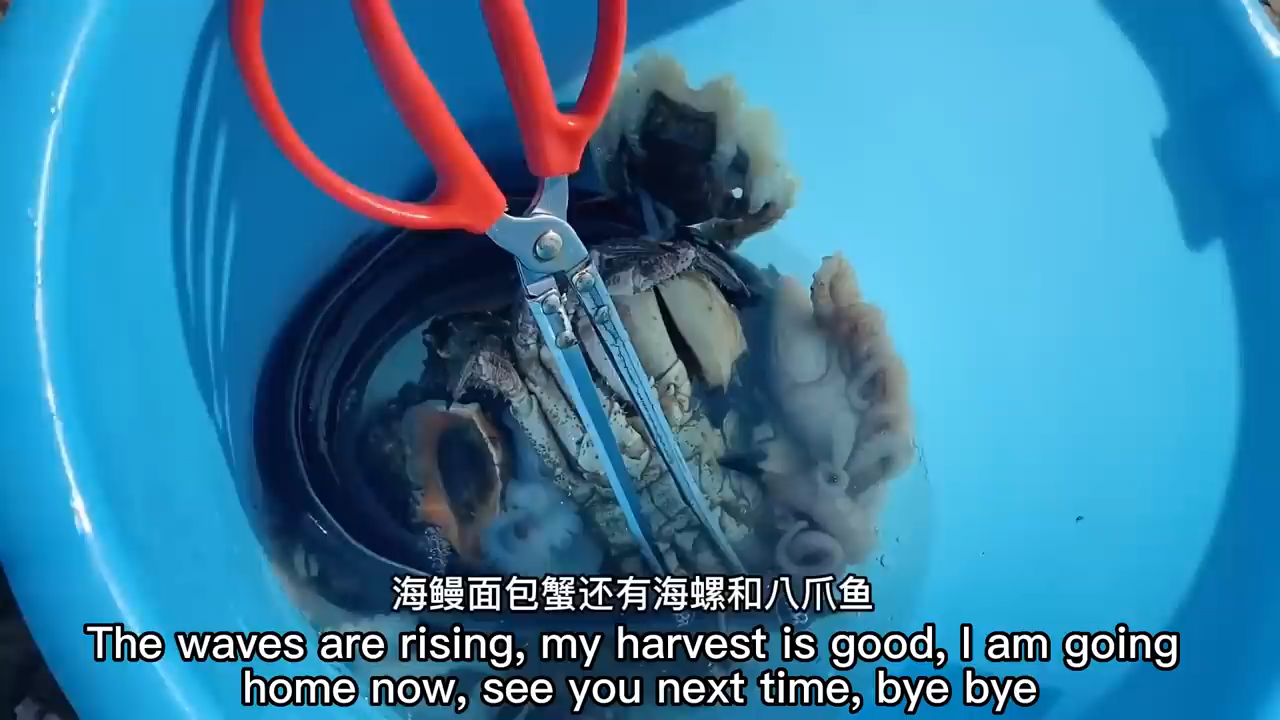 海鳗面包蟹还有海螺和八爪鱼
The waves are rising, my harvest is good, I am going
home now, see you next time, bye bye